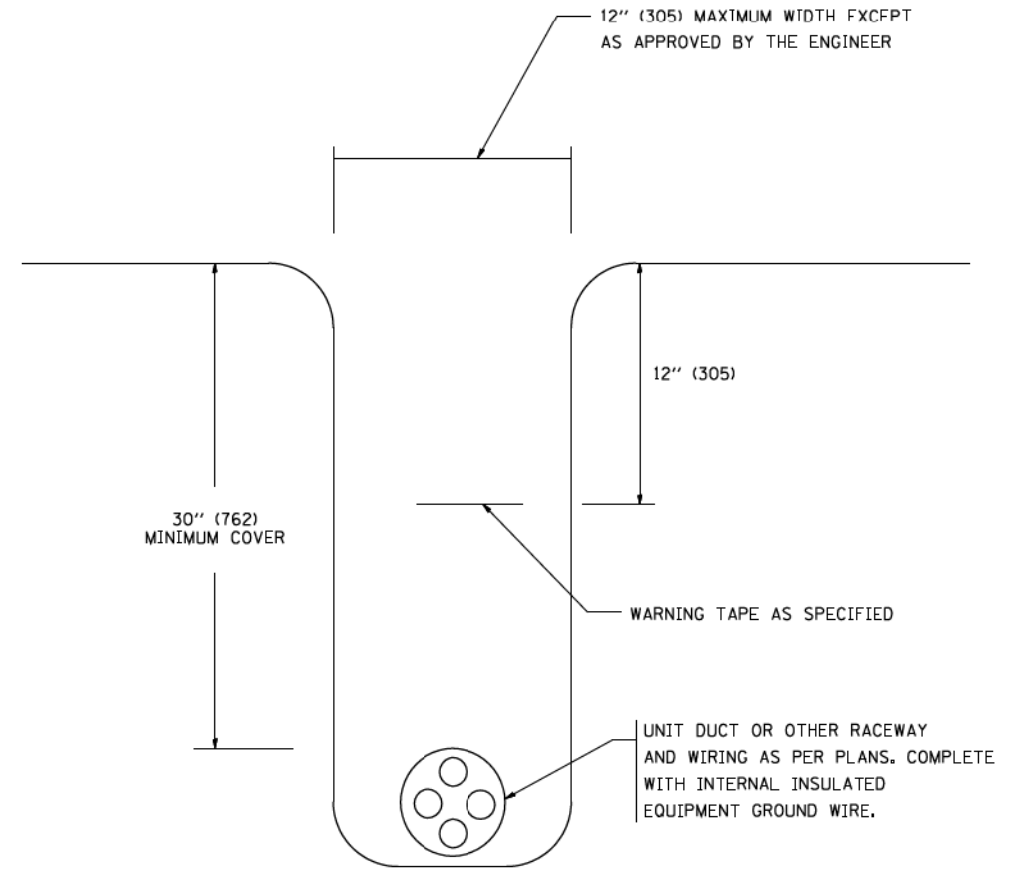 12'' (305) MAXIMUM WIDTH EXCEPT
AS APPROVED BY THE ENGINEER
12'' (305)
30'' (762)
MINIMUM COVER
WARNING TAPE AS SPECIFIED
UNIT DUCT OR OTHER RACEWAY
AND WIRING AS PER PLANS. COMPLETE
WITH INTERNAL INSULATED
EQUIPMENT GROUND WIRE.